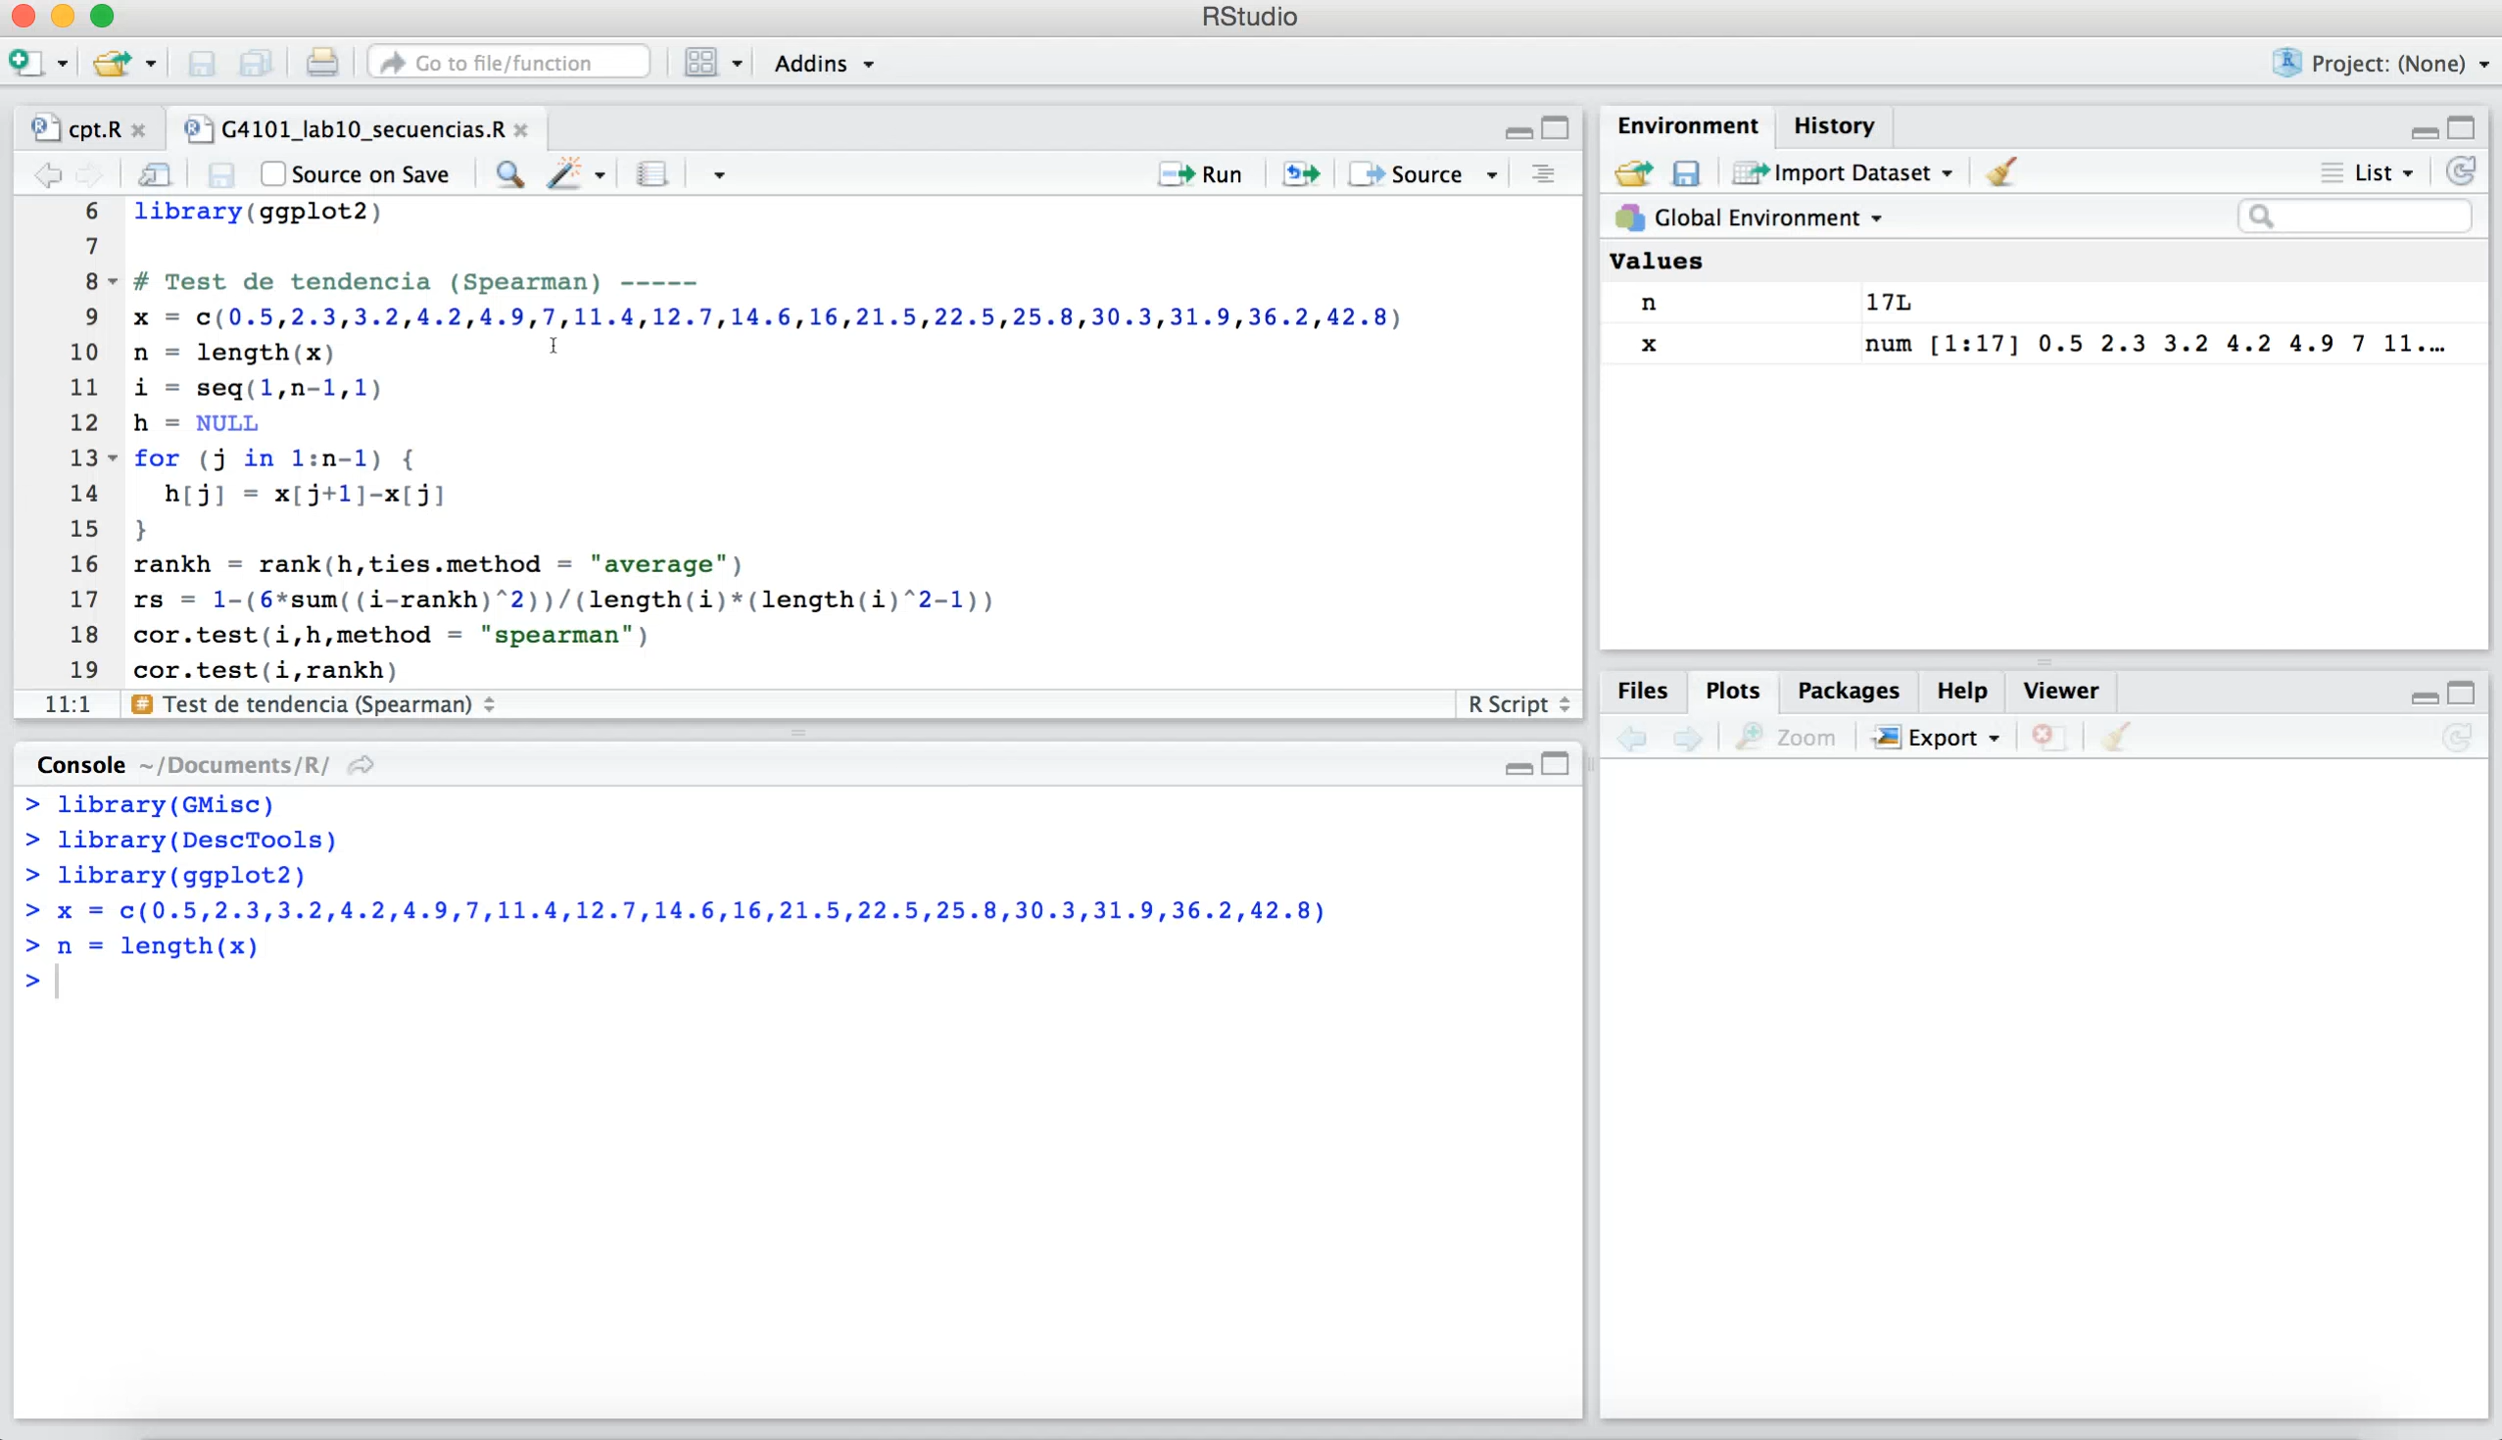 RStudio
Go to file/function
Addins
Project: (None)
cpt.R
G4101_lab10_secuencias.R
Source on Save
Run
Source
6 library(ggplot2)
7
8 # Test de tendencia (Spearman) -----
9 x = c(0.5,2.3,3.2,4.2,4.9,7,11.4,12.7,14.6,16,21.5,22.5,25.8,30.3,31.9,36.2,42.8)
10 n = length(x)
11 i = seq(1,n-1,1)
12 h = NULL
13 for (j in 1:n-1) {
14   h[j] = x[j+1]-x[j]
15 }
16 rankh = rank(h,ties.method = "average")
17 rs = 1-(6*sum((i-rankh)^2))/(length(i)*(length(i)^2-1))
18 cor.test(i,h,method = "spearman")
19 cor.test(i,rankh)
11:1 # Test de tendencia (Spearman) R Script
Console ~/Documents/R/
> library(GMisc)
> library(DescTools)
> library(ggplot2)
> x = c(0.5,2.3,3.2,4.2,4.9,7,11.4,12.7,14.6,16,21.5,22.5,25.8,30.3,31.9,36.2,42.8)
> n = length(x)
>
Environment History
Import Dataset List
Global Environment
Values
n 17L
x num [1:17] 0.5 2.3 3.2 4.2 4.9 7 11.…
Files Plots Packages Help Viewer
Zoom Export